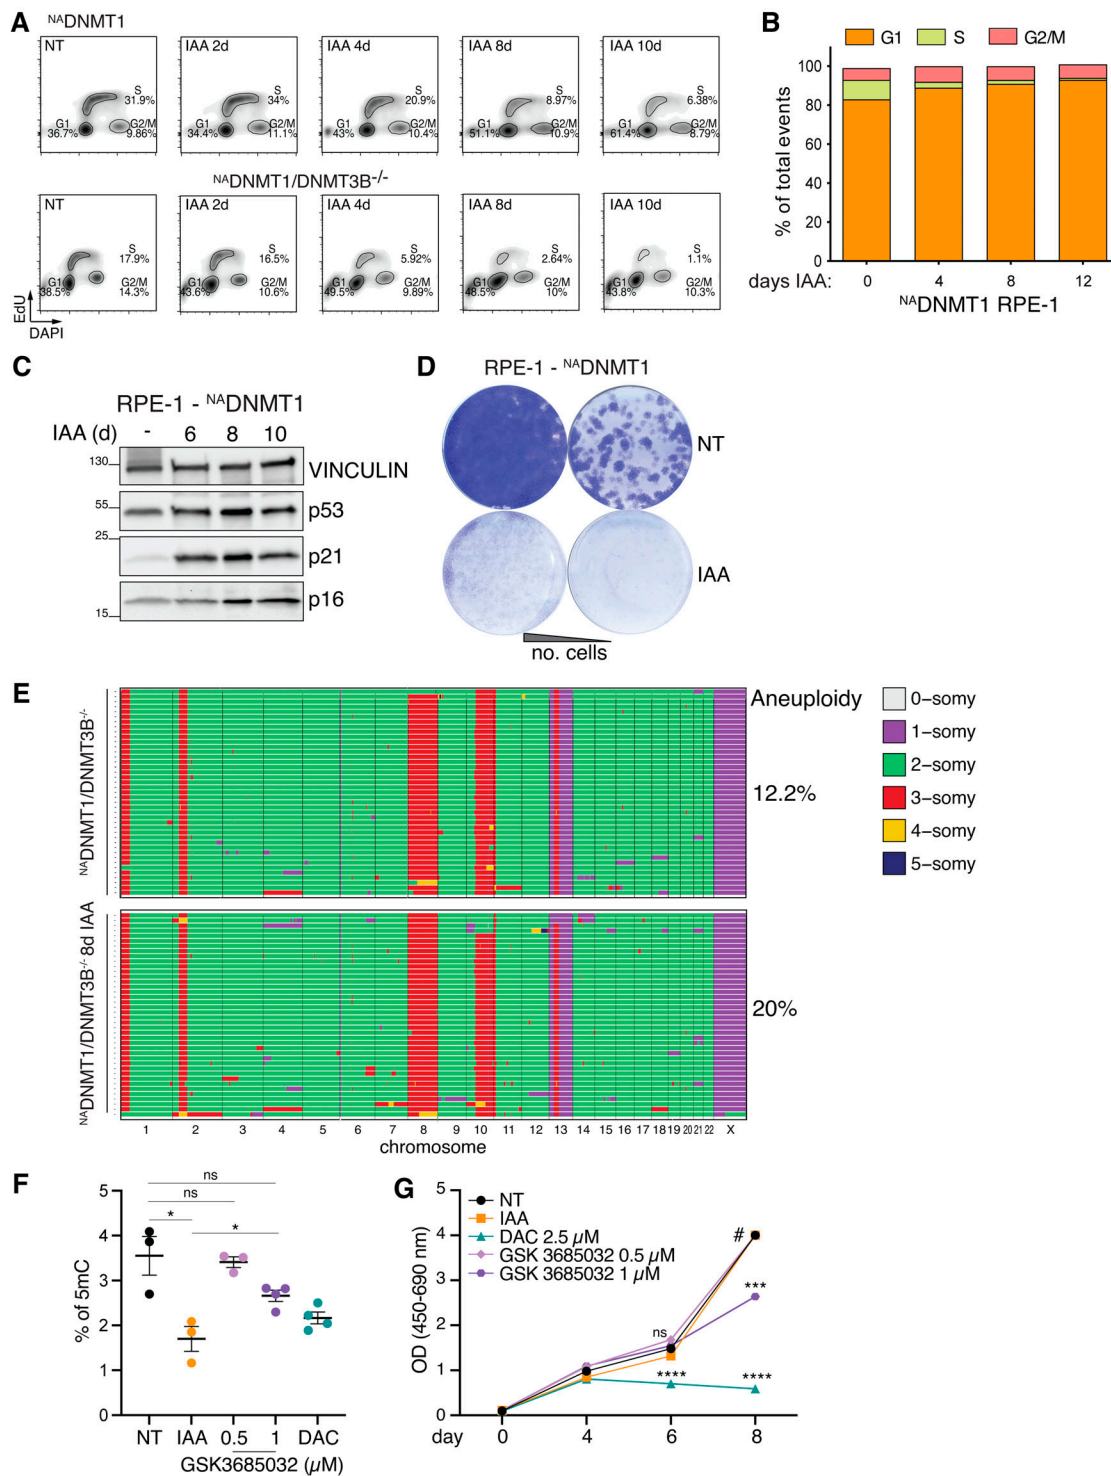 A
NADNMT1
NT
IAA 2d
IAA 4d
IAA 8d
IAA 10d
S
31.9%
G1
36.7%
G2/M
9.86%
S
34%
G1
34.4%
G2/M
11.1%
S
20.9%
G1
43%
G2/M
10.4%
S
8.97%
G1
51.1%
G2/M
10.9%
S
6.38%
G1
61.4%
G2/M
8.79%
NADNMT1/DNMT3B-/-
NT
IAA 2d
IAA 4d
IAA 8d
IAA 10d
S
17.9%
G1
38.5%
G2/M
14.3%
S
16.5%
G1
43.6%
G2/M
10.6%
S
5.92%
G1
49.5%
G2/M
9.89%
S
2.64%
G1
48.5%
G2/M
10%
S
1.1%
G1
43.8%
G2/M
10.3%
EdU
DAPI
B
G1 S G2/M
% of total events
100
80
60
40
20
0
days IAA: 0 4 8 12
NADNMT1 RPE-1
C
RPE-1 - NADNMT1
IAA (d) - 6 8 10
130 VINCULIN
55 p53
25
p21
p16
15
D
RPE-1 - NADNMT1
NT
IAA
no. cells
E
NADNMT1/DNMT3B-/-
NADNMT1/DNMT3B-/- 8d IAA
Aneuploidy
12.2%
20%
0-somy
1-somy
2-somy
3-somy
4-somy
5-somy
1 2 3 4 5 6 7 8 9 10 11 12 13 14 15 16 17 18 19 20 21 22 X
chromosome
F
ns
ns
*
*
% of 5mC
5
4
3
2
1
0
NT IAA 0.5 1 DAC
GSK3685032 (µM)
G
NT
IAA
DAC 2.5 µM
GSK 3685032 0.5 µM
GSK 3685032 1 µM
OD (450-690 nm)
5
4
3
2
1
0
#
***
ns
****
****
day 0 4 6 8